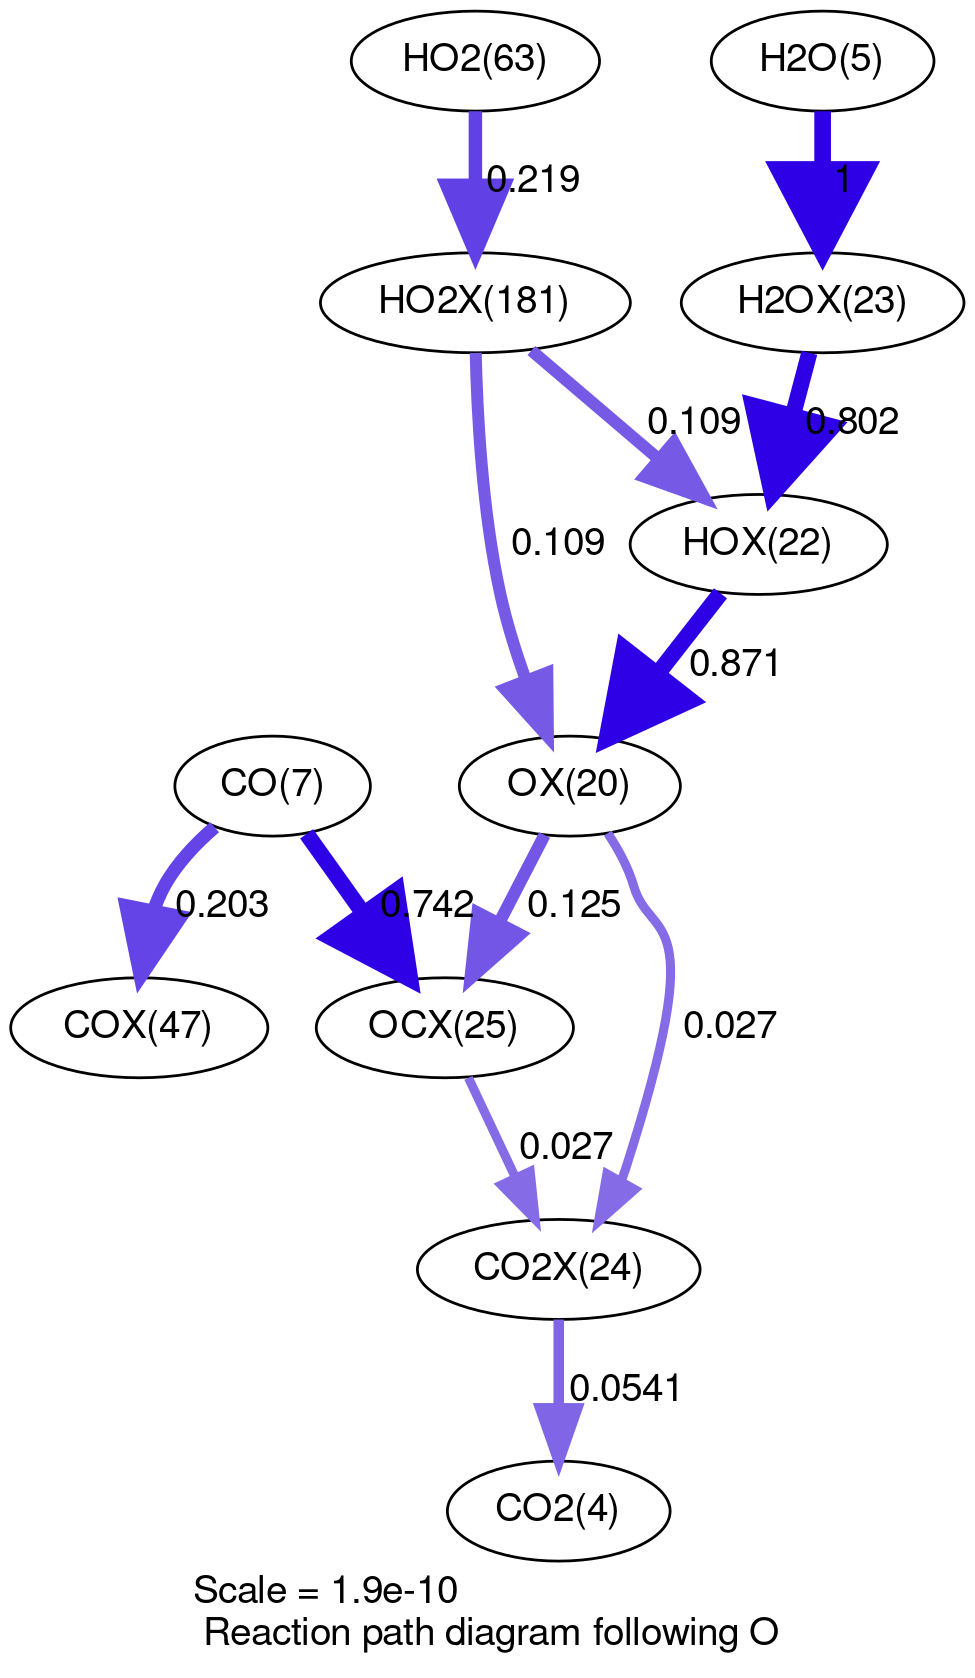 HO2(63)
H2O(5)
0.219
1
HO2X(181)
H2OX(23)
0.109
0.802
0.109
HOX(22)
0.871
CO(7)
OX(20)
0.203
0.742
0.125
COX(47)
OCX(25)
0.027
0.027
CO2X(24)
0.0541
CO2(4)
Scale = 1.9e-10
Reaction path diagram following O